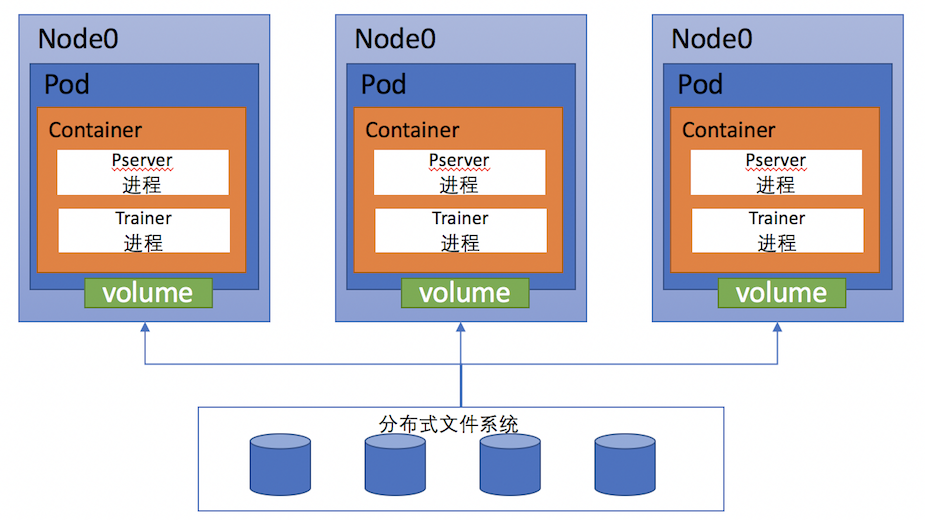 Node0
Pod
Container
Pserver
进程
Trainer
进程
volume
Node0
Pod
Container
Pserver
进程
Trainer
进程
volume
Node0
Pod
Container
Pserver
进程
Trainer
进程
volume
分布式文件系统